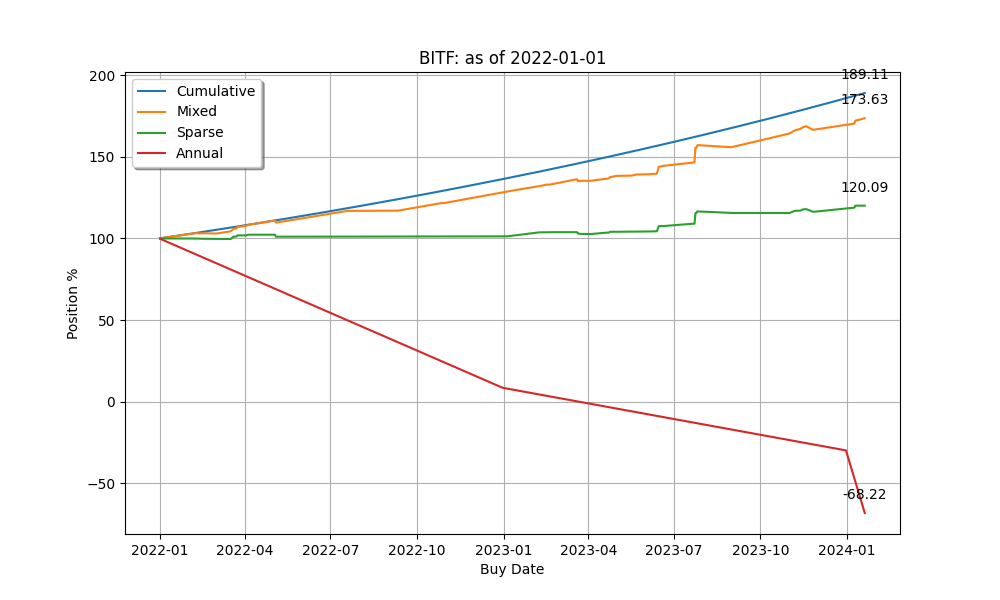 BITF: as of 2022-01-01
Cumulative
Mixed
Sparse
Annual
189.11
173.63
120.09
-68.22
200
150
100
50
0
−50
Position %
2022-01 2022-04 2022-07 2022-10 2023-01 2023-04 2023-07 2023-10 2024-01
Buy Date